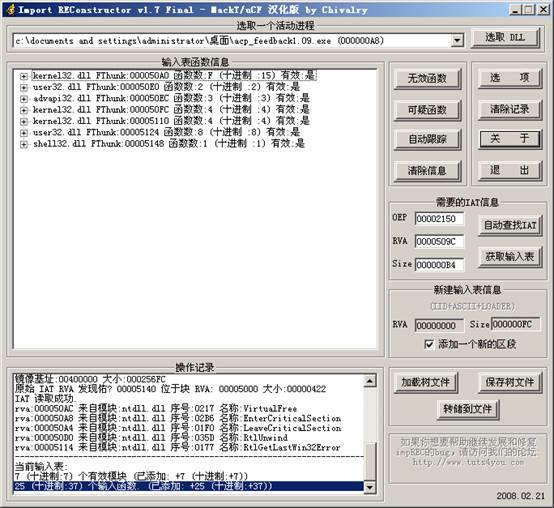 Import REConstructor v1.7 Final - MackT/uCF 汉化版 by Chivalry
选取一个活动进程
c:\documents and settings\administrator\桌面\acp_feedback1.09.exe (000000A8)
选取 DLL
输入表函数信息
kernel32.dll FThunk:000050A0 函数数:F (十进制 :15) 有效:是
user32.dll FThunk:000050E0 函数数:2 (十进制 :2) 有效:是
advapi32.dll FThunk:000050EC 函数数:3 (十进制 :3) 有效:是
kernel32.dll FThunk:000050FC 函数数:4 (十进制 :4) 有效:是
kernel32.dll FThunk:00005110 函数数:4 (十进制 :4) 有效:是
user32.dll FThunk:00005124 函数数:8 (十进制 :8) 有效:是
shell32.dll FThunk:00005148 函数数:1 (十进制 :1) 有效:是
无效函数
选 项
可疑函数
清除记录
自动跟踪
关 于
清除信息
退 出
需要的IAT信息
OEP 00002150
自动查找IAT
RVA 0000509C
获取输入表
Size 000000B4
新建输入表信息
(IID+ASCII+LOADER)
RVA 00000000 Size 000000FC
添加一个新的区段
操作记录
镜像基址:00400000 大小:000256FC
原始 IAT RVA 发现佑? 00005140 位于块 RVA: 00005000 大小:00000422
IAT 读取成功.
rva:000050AC 来自模块:ntdll.dll 序号:0217 名称:VirtualFree
rva:000050B8 来自模块:ntdll.dll 序号:02B6 名称:EnterCriticalSection
rva:000050C4 来自模块:ntdll.dll 序号:01F0 名称:LeaveCriticalSection
rva:000050D0 来自模块:ntdll.dll 序号:035D 名称:RtlUnwind
rva:00005114 来自模块:ntdll.dll 序号:0177 名称:RtlGetLastWin32Error
当前输入表:
7 (十进制:7) 个有效模块 (已添加: +7 (十进制:+7))
25 (十进制:37) 个输入函数. (已添加: +25 (十进制:+37))
加载树文件
保存树文件
转储到文件
如果你想要帮助继续发展和修复
impREC的bug,请访问我们的论坛:
http://www.tuts4you.com
2008.02.21